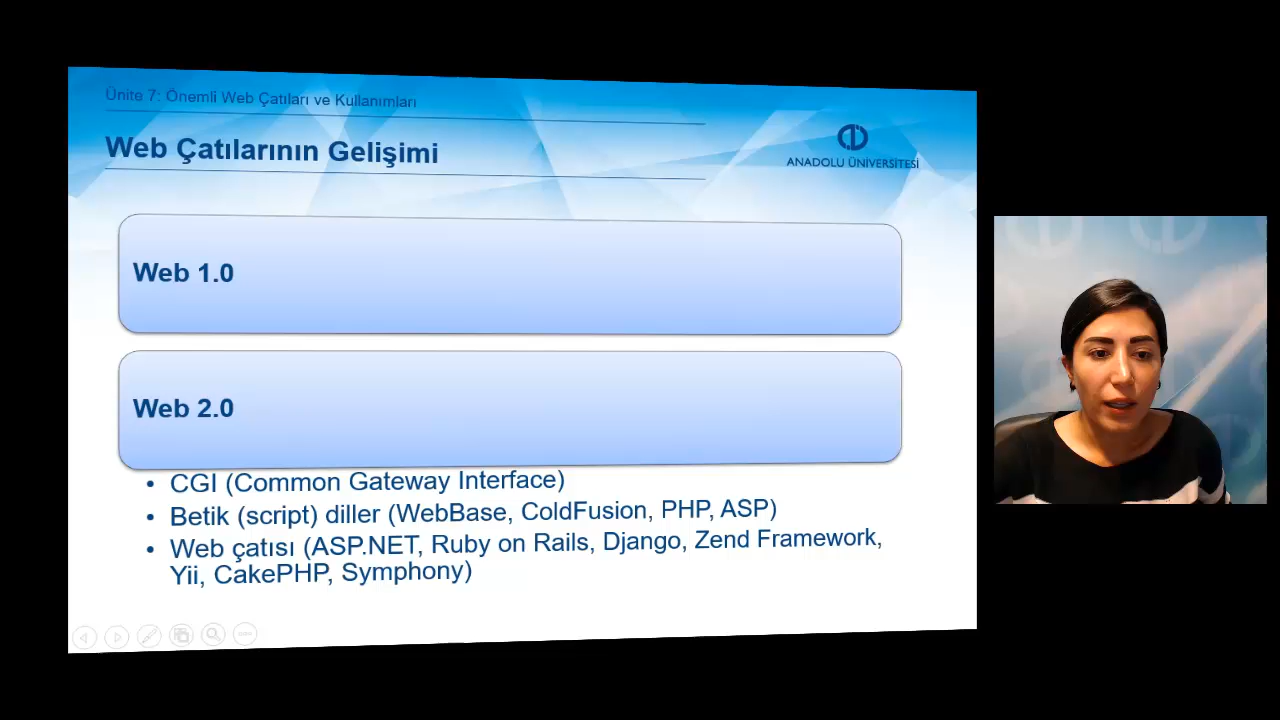 Ünite 7: Önemli Web Çatıları ve Kullanımları
Web Çatılarının Gelişimi
ANADOLU ÜNİVERSİTESİ
Web 1.0
Web 2.0
• CGI (Common Gateway Interface)
• Betik (script) diller (WebBase, ColdFusion, PHP, ASP)
• Web çatısı (ASP.NET, Ruby on Rails, Django, Zend Framework,
Yii, CakePHP, Symphony)